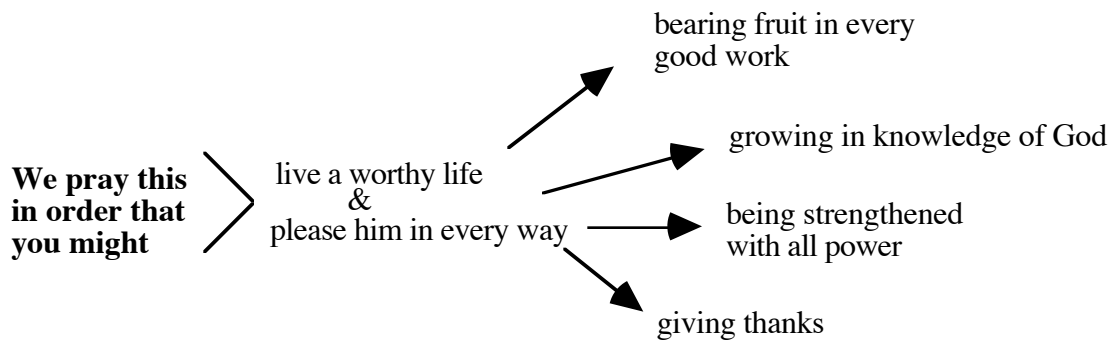 We pray this
in order that
you might
live a worthy life
&
please him in every way
bearing fruit in every
good work
growing in knowledge of God
being strengthened
with all power
giving thanks